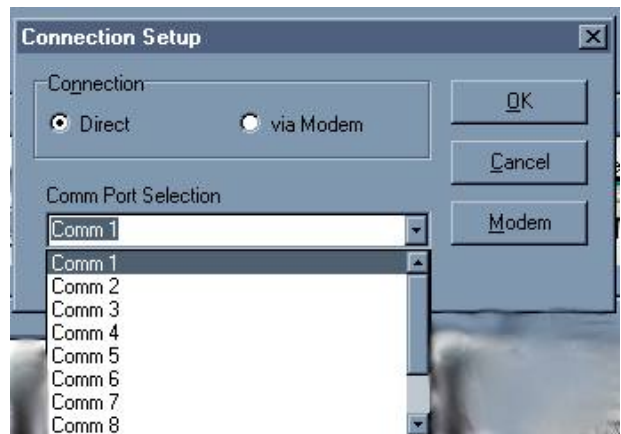 Connection Setup
Connection
Direct
via Modem
OK
Cancel
Modem
Comm Port Selection
Comm 1
Comm 1
Comm 2
Comm 3
Comm 4
Comm 5
Comm 6
Comm 7
Comm 8